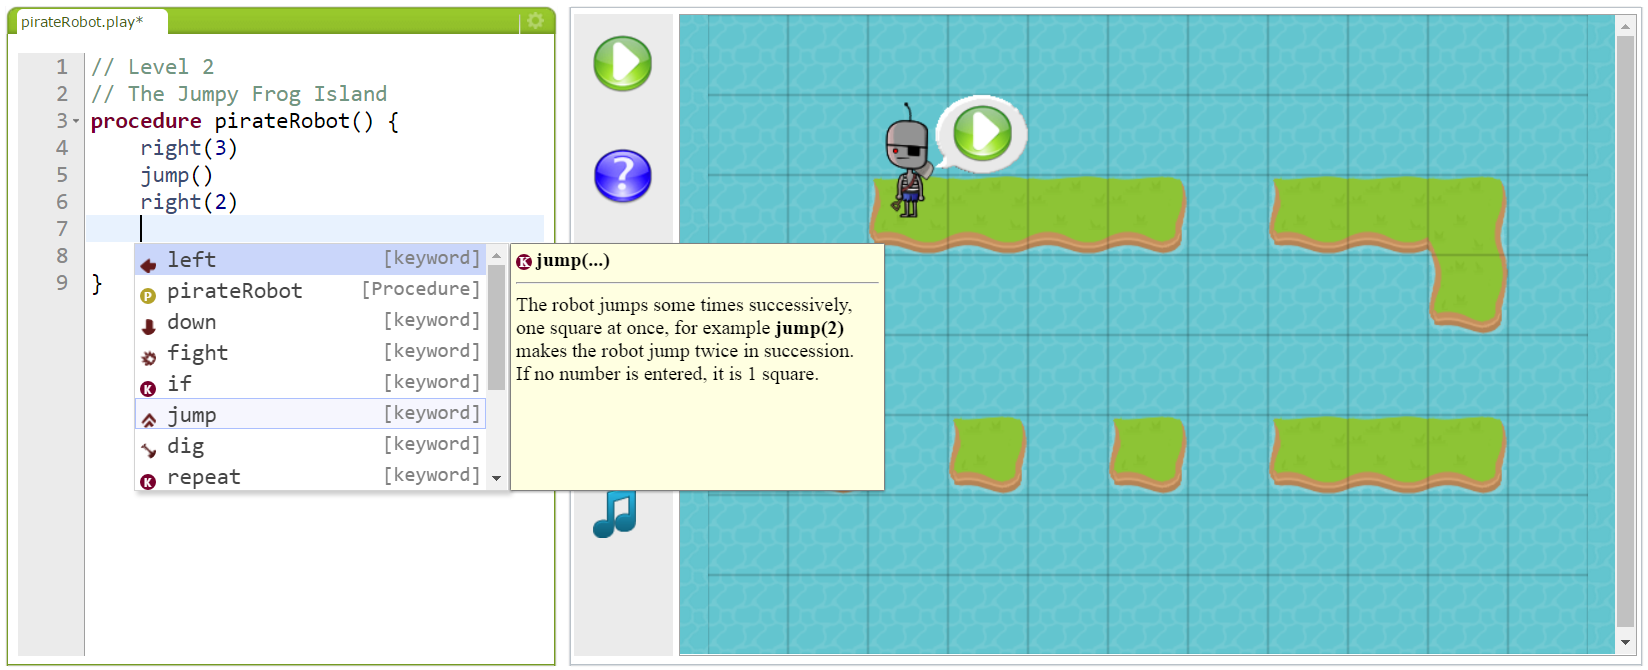 pirateRobot.play*
1 // Level 2
2 // The Jumpy Frog Island
3 procedure pirateRobot() {
4 right(3)
5 jump()
6 right(2)
7
8
9 }
left [keyword]
pirateRobot [Procedure]
down [keyword]
fight [keyword]
if [keyword]
jump [keyword]
dig [keyword]
repeat [keyword]
jump(...)
The robot jumps some times successively,
one square at once, for example jump(2)
makes the robot jump twice in succession.
If no number is entered, it is 1 square.